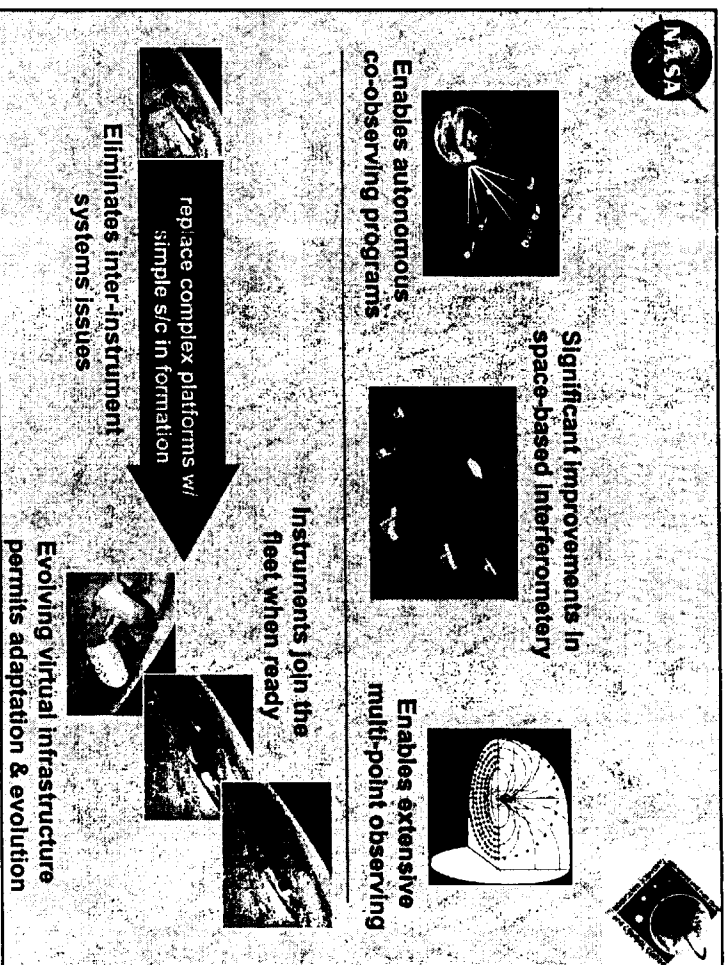 NASA
Enables autonomous
co-observing programs
Significant improvements in
space-based interferometery
Enables extensive
multi-point observing
replace complex platforms w/
simple s/c in formation
Eliminates inter-instrument
systems issues
Instruments join the
fleet when ready
Evolving virtual infrastructure
permits adaptation & evolution